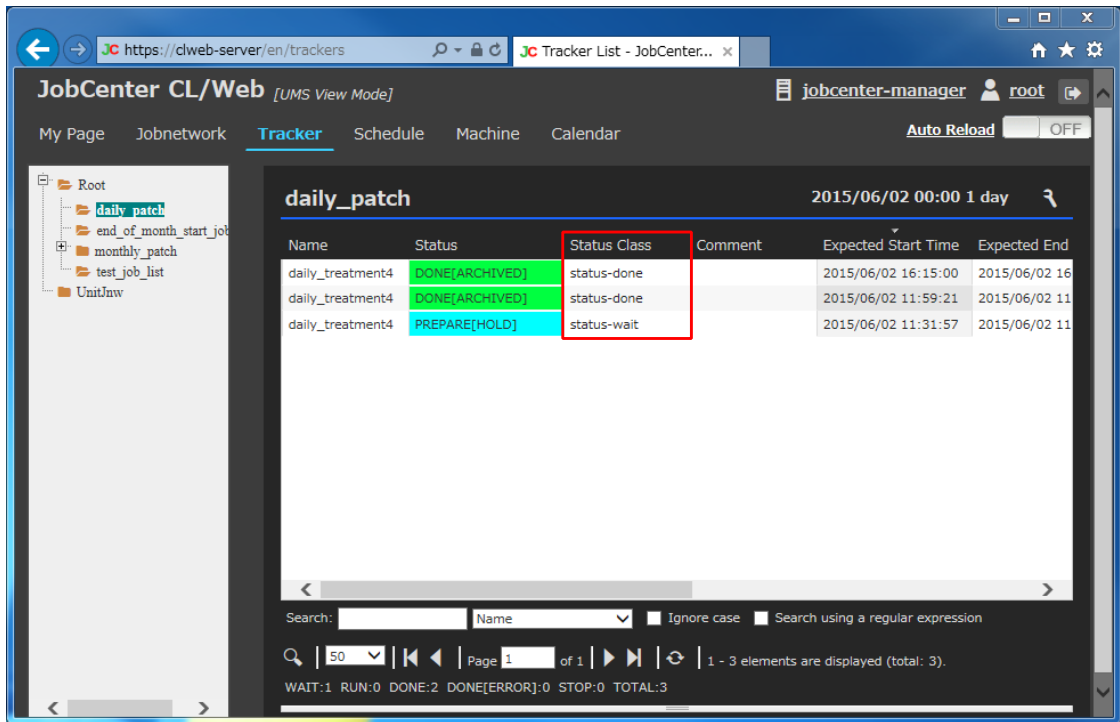 https://clweb-server/en/trackers
JC Tracker List - JobCenter...
JobCenter CL/Web [UMS View Mode]
jobcenter-manager root
My Page Jobnetwork Tracker Schedule Machine Calendar
Auto Reload OFF
Root
daily_patch
end_of_month_start_job
monthly_patch
test_job_list
UnitJnw
daily_patch 2015/06/02 00:00 1 day
Name Status Status Class Comment Expected Start Time Expected End
daily_treatment4 DONE[ARCHIVED] status-done 2015/06/02 16:15:00 2015/06/02 16
daily_treatment4 DONE[ARCHIVED] status-done 2015/06/02 11:59:21 2015/06/02 11
daily_treatment4 PREPARE[HOLD] status-wait 2015/06/02 11:31:57 2015/06/02 11
Search: Name Ignore case Search using a regular expression
50 Page 1 of 1 1 - 3 elements are displayed (total: 3).
WAIT:1 RUN:0 DONE:2 DONE[ERROR]:0 STOP:0 TOTAL:3